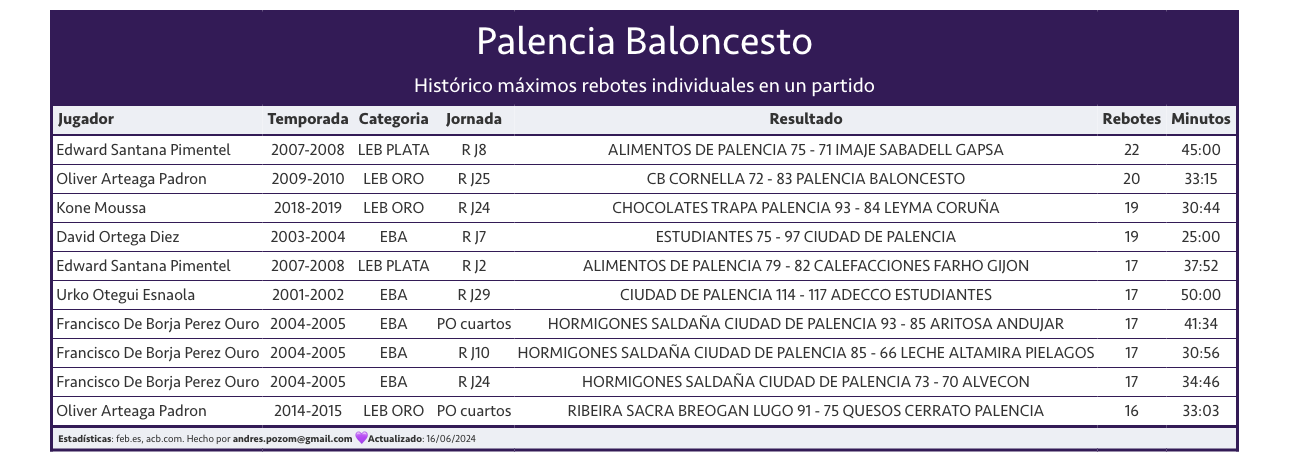 Palencia Baloncesto
Histórico máximos rebotes individuales en un partido
Jugador Temporada Categoria Jornada Resultado Rebotes Minutos
Edward Santana Pimentel 2007-2008 LEB PLATA R J8 ALIMENTOS DE PALENCIA 75 - 71 IMAJE SABADELL GAPSA 22 45:00
Oliver Arteaga Padron 2009-2010 LEB ORO R J25 CB CORNELLA 72 - 83 PALENCIA BALONCESTO 20 33:15
Kone Moussa 2018-2019 LEB ORO R J24 CHOCOLATES TRAPA PALENCIA 93 - 84 LEYMA CORUÑA 19 30:44
David Ortega Diez 2003-2004 EBA R J7 ESTUDIANTES 75 - 97 CIUDAD DE PALENCIA 19 25:00
Edward Santana Pimentel 2007-2008 LEB PLATA R J2 ALIMENTOS DE PALENCIA 79 - 82 CALEFACCIONES FARHO GIJON 17 37:52
Urko Otegui Esnaola 2001-2002 EBA R J29 CIUDAD DE PALENCIA 114 - 117 ADECCO ESTUDIANTES 17 50:00
Francisco De Borja Perez Ouro 2004-2005 EBA PO cuartos HORMIGONES SALDAÑA CIUDAD DE PALENCIA 93 - 85 ARITOSA ANDUJAR 17 41:34
Francisco De Borja Perez Ouro 2004-2005 EBA R J10 HORMIGONES SALDAÑA CIUDAD DE PALENCIA 85 - 66 LECHE ALTAMIRA PIELAGOS 17 30:56
Francisco De Borja Perez Ouro 2004-2005 EBA R J24 HORMIGONES SALDAÑA CIUDAD DE PALENCIA 73 - 70 ALVECON 17 34:46
Oliver Arteaga Padron 2014-2015 LEB ORO PO cuartos RIBEIRA SACRA BREOGAN LUGO 91 - 75 QUESOS CERRATO PALENCIA 16 33:03
Estadísticas: feb.es, acb.com. Hecho por andres.pozom@gmail.com 💜Actualizado: 16/06/2024